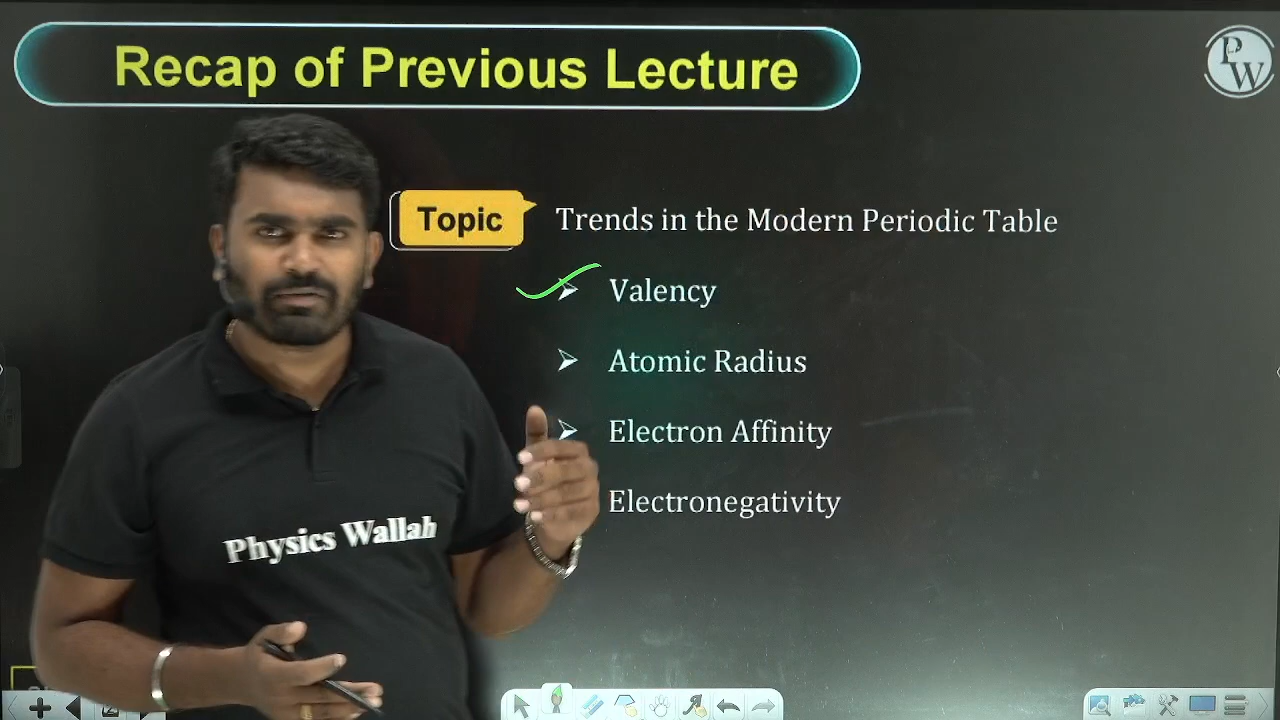 Recap of Previous Lecture
PW
Topic
Trends in the Modern Periodic Table
Valency
Atomic Radius
Electron Affinity
Electronegativity
Physics Wallah